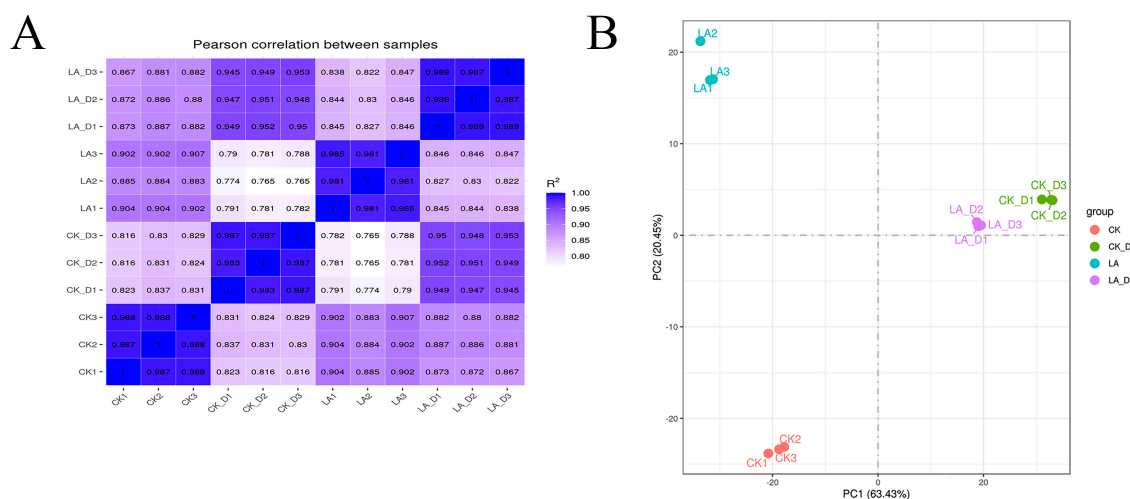 A
Pearson correlation between samples
LA_D3 0.867 0.881 0.882 0.945 0.949 0.953 0.838 0.822 0.847 0.989 0.987 1
LA_D2 0.872 0.886 0.88 0.947 0.951 0.948 0.844 0.83 0.846 0.989 1 0.987
LA_D1 0.873 0.887 0.882 0.949 0.952 0.95 0.845 0.827 0.846 1 0.989 0.989
LA3 0.902 0.902 0.907 0.79 0.781 0.788 0.985 0.981 1 0.846 0.846 0.847
LA2 0.885 0.884 0.883 0.774 0.765 0.765 0.981 1 0.981 0.827 0.83 0.822
LA1 0.904 0.904 0.902 0.791 0.781 0.782 1 0.981 0.985 0.845 0.844 0.838
CK_D3 0.816 0.83 0.829 0.987 0.987 1 0.782 0.765 0.788 0.95 0.948 0.953
CK_D2 0.816 0.831 0.824 0.983 1 0.987 0.781 0.765 0.781 0.952 0.951 0.949
CK_D1 0.823 0.837 0.831 1 0.983 0.987 0.791 0.774 0.79 0.949 0.947 0.945
CK3 0.988 0.988 1 0.831 0.824 0.829 0.902 0.883 0.907 0.882 0.88 0.882
CK2 0.987 1 0.988 0.837 0.831 0.83 0.904 0.884 0.902 0.887 0.886 0.881
CK1 1 0.987 0.988 0.823 0.816 0.816 0.904 0.885 0.902 0.873 0.872 0.867
CK1 CK2 CK3 CK_D1 CK_D2 CK_D3 LA1 LA2 LA3 LA_D1 LA_D2 LA_D3
R²
1.00
0.95
0.90
0.85
0.80
B
PC2 (20.45%)
20
10
0
-10
-20
LA2
LA3
LA1
CK_D3
CK_D1
CK_D2
LA_D2
LA_D3
LA_D1
CK2
CK1
CK3
-20 0 20
PC1 (63.43%)
group
CK
CK_D
LA
LA_D